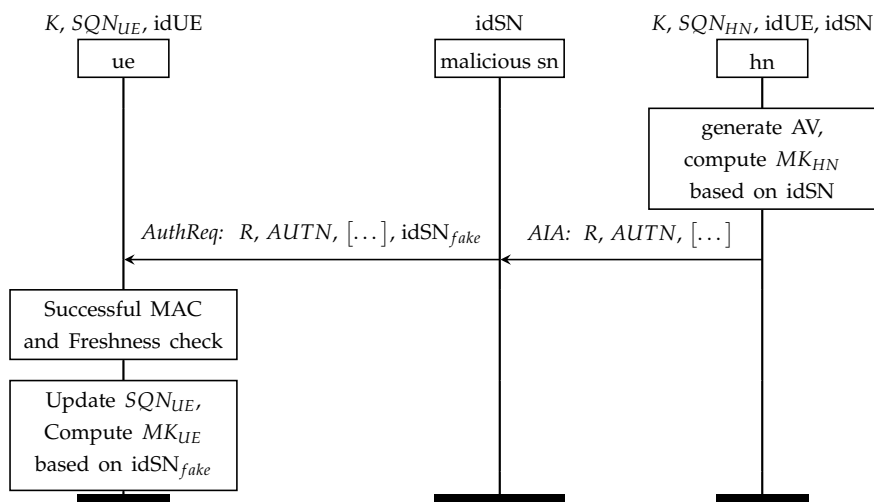 K, SQN_UE, idUE
idSN
K, SQN_HN, idUE, idSN
ue
malicious sn
hn
generate AV,
compute MK_HN
based on idSN
AuthReq: R, AUTN, [...], idSN_fake
AIA: R, AUTN, [...]
Successful MAC
and Freshness check
Update SQN_UE,
Compute MK_UE
based on idSN_fake